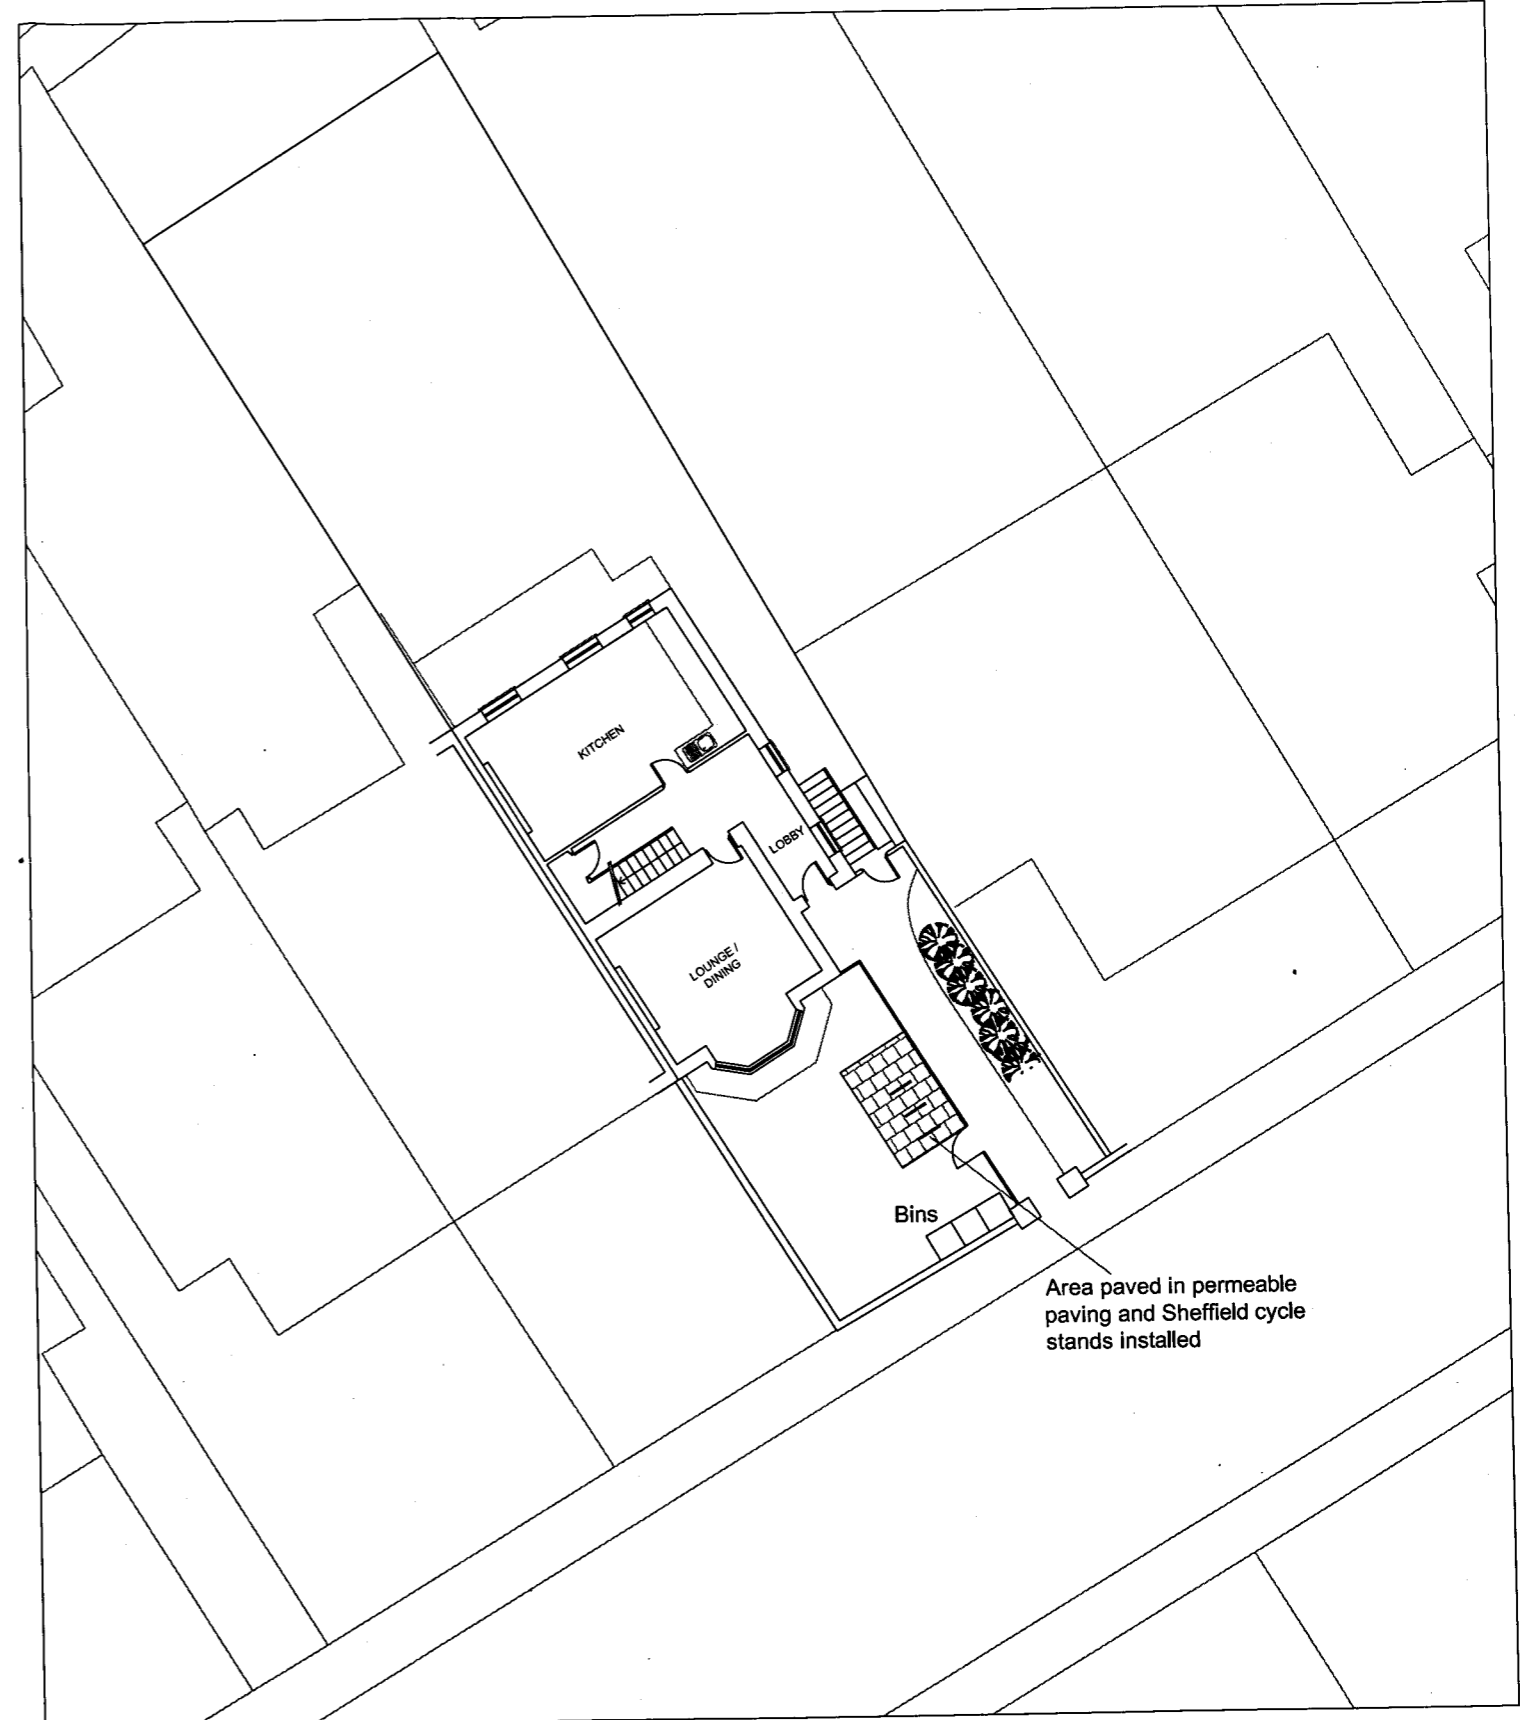 KITCHEN
LOBBY
LOUNGE /
DINING
Bins
Area paved in permeable
paving and Sheffield cycle
stands installed